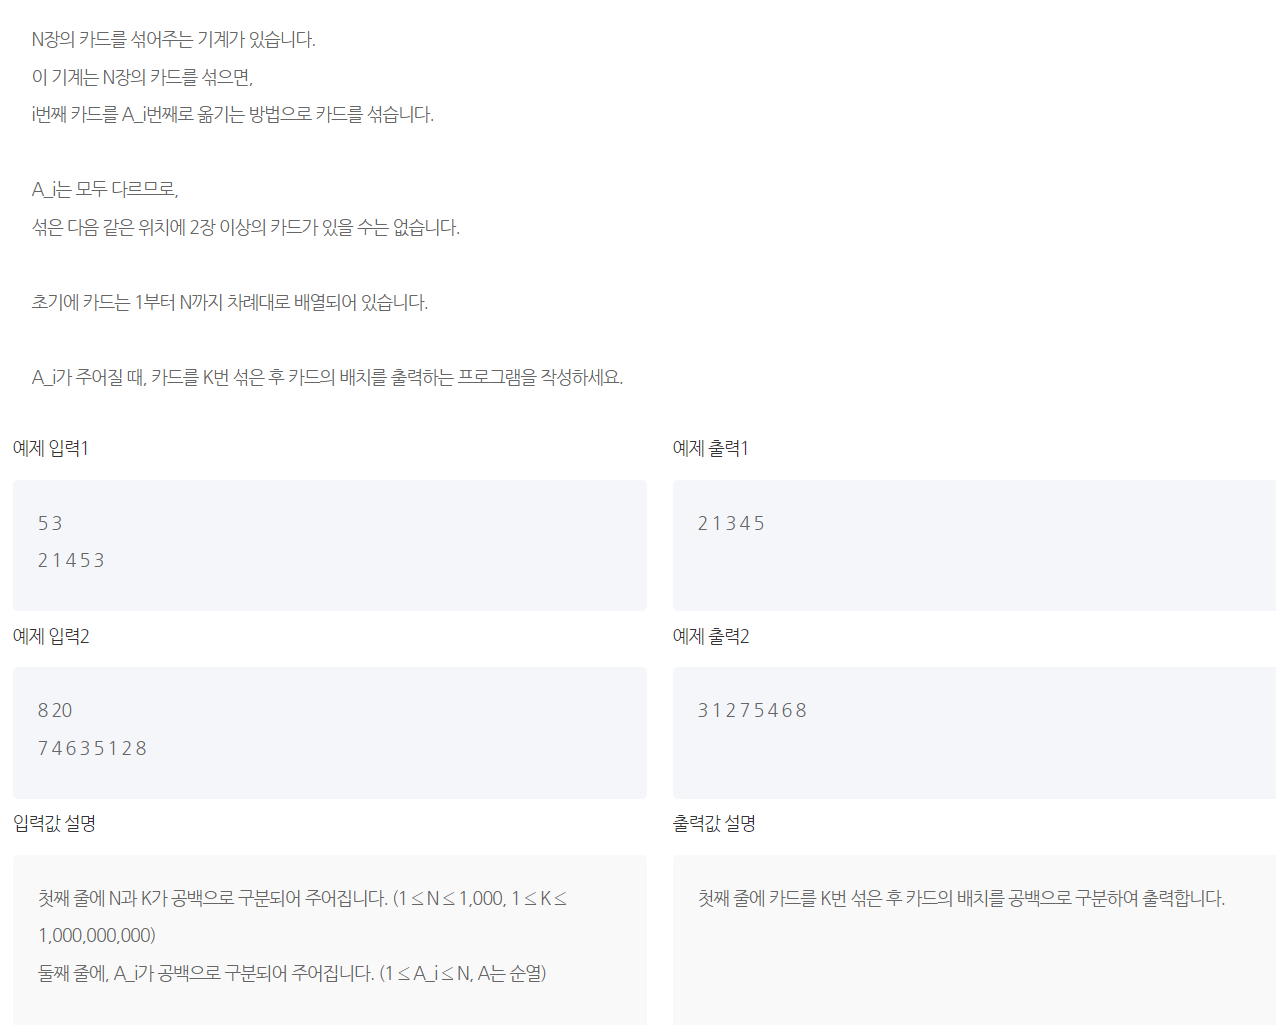 N장의 카드를 섞어주는 기계가 있습니다.
이 기계는 N장의 카드를 섞으면,
i번째 카드를 A_i번째로 옮기는 방법으로 카드를 섞습니다.
A_i는 모두 다르므로,
섞은 다음 같은 위치에 2장 이상의 카드가 있을 수는 없습니다.
초기에 카드는 1부터 N까지 차례대로 배열되어 있습니다.
A_i가 주어질 때, 카드를 K번 섞은 후 카드의 배치를 출력하는 프로그램을 작성하세요.
예제 입력1
5 3
2 1 4 5 3
예제 출력1
2 1 3 4 5
예제 입력2
8 20
7 4 6 3 5 1 2 8
예제 출력2
3 1 2 7 5 4 6 8
입력값 설명
첫째 줄에 N과 K가 공백으로 구분되어 주어집니다. (1 ≤ N ≤ 1,000, 1 ≤ K ≤
1,000,000,000)
둘째 줄에, A_i가 공백으로 구분되어 주어집니다. (1 ≤ A_i ≤ N, A는 순열)
출력값 설명
첫째 줄에 카드를 K번 섞은 후 카드의 배치를 공백으로 구분하여 출력합니다.